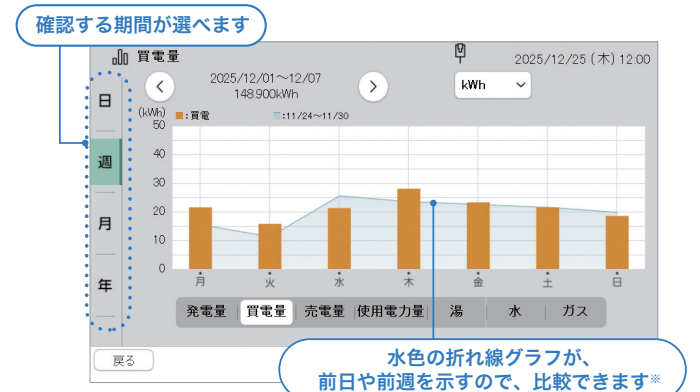 確認する期間が選べます
買電量
2025/12/25 (木) 12:00
2025/12/01～12/07
148.900kWh
kWh
日
週
月
年
(kWh)
■:買電
■:11/24～11/30
50
40
30
20
10
0
月 火 水 木 金 土 日
発電量 買電量 売電量 使用電力量 湯 水 ガス
戻る
水色の折れ線グラフが、
前日や前週を示すので、比較できます※